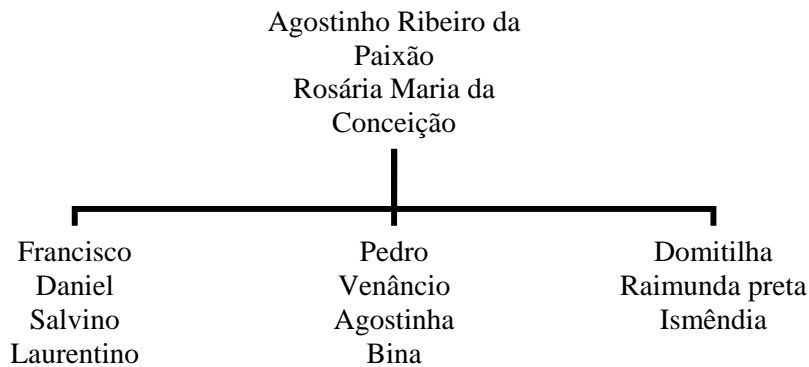 Agostinho Ribeiro da
Paixão
Rosária Maria da
Conceição
Francisco
Daniel
Salvino
Laurentino
Pedro
Venâncio
Agostinha
Bina
Domitilha
Raimunda preta
Ismêndia